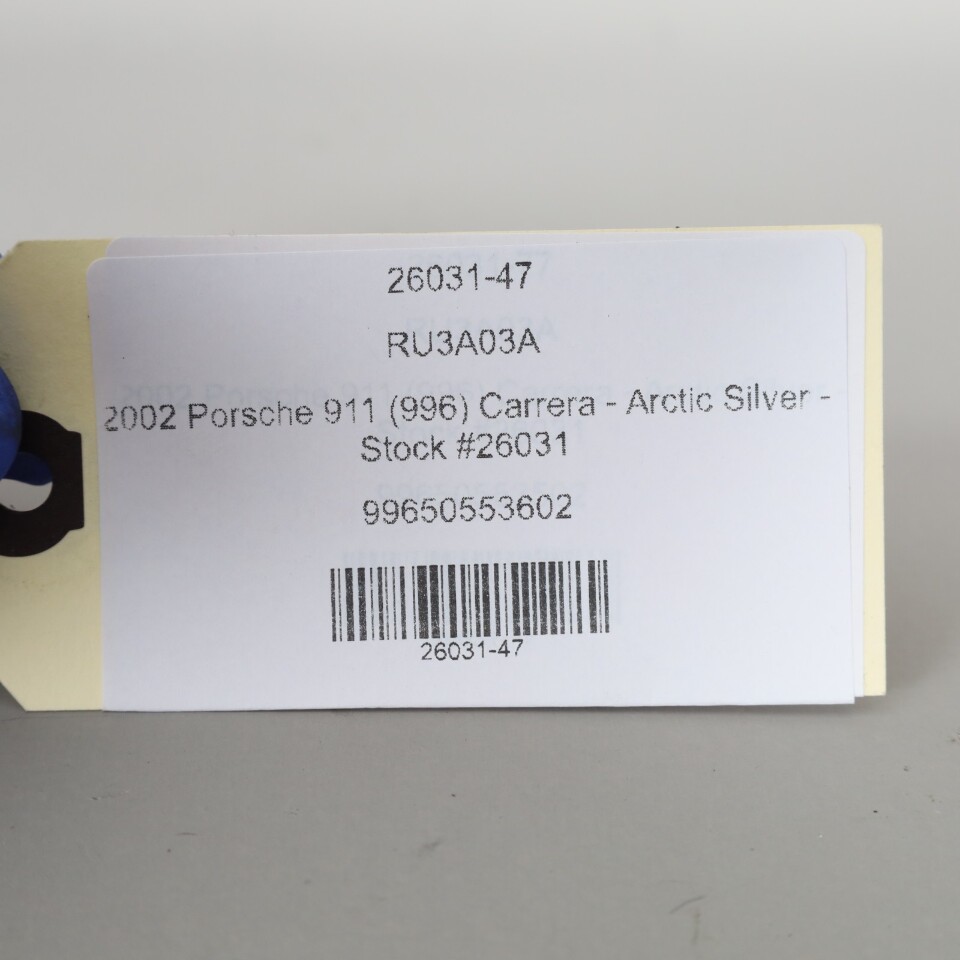 26031-47
RU3A03A
2002 Porsche 911 (996) Carrera - Arctic Silver -
Stock #26031
99650553602
26031-47